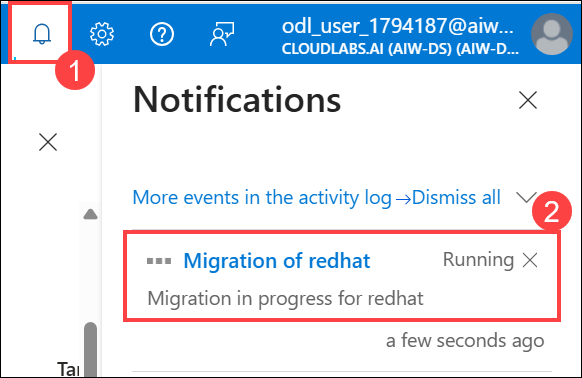 odl_user_1794187@aiw...
CLOUDLABS.AI (AIW-DS) (AIW-D...
1
Notifications
More events in the activity log → Dismiss all
2
Migration of redhat Running
Migration in progress for redhat
a few seconds ago
Tar